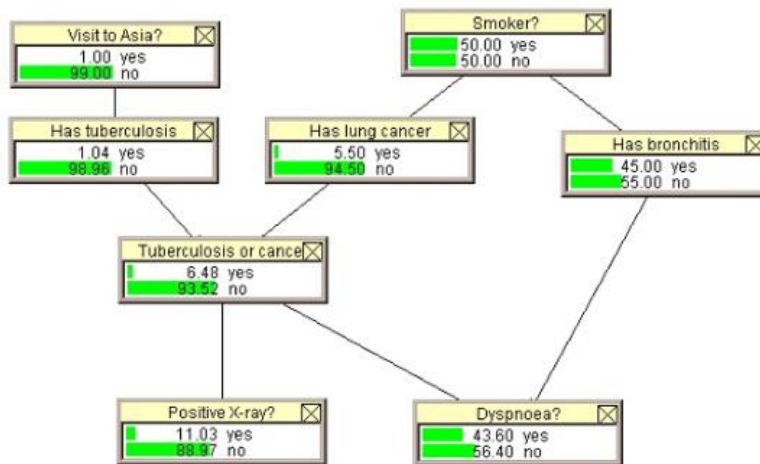 Visit to Asia?
1.00 yes
99.00 no
Smoker?
50.00 yes
50.00 no
Has tuberculosis
1.04 yes
98.96 no
Has lung cancer
5.50 yes
94.50 no
Has bronchitis
45.00 yes
55.00 no
Tuberculosis or cance
6.48 yes
93.52 no
Positive X-ray?
11.03 yes
88.97 no
Dyspnoea?
43.60 yes
56.40 no